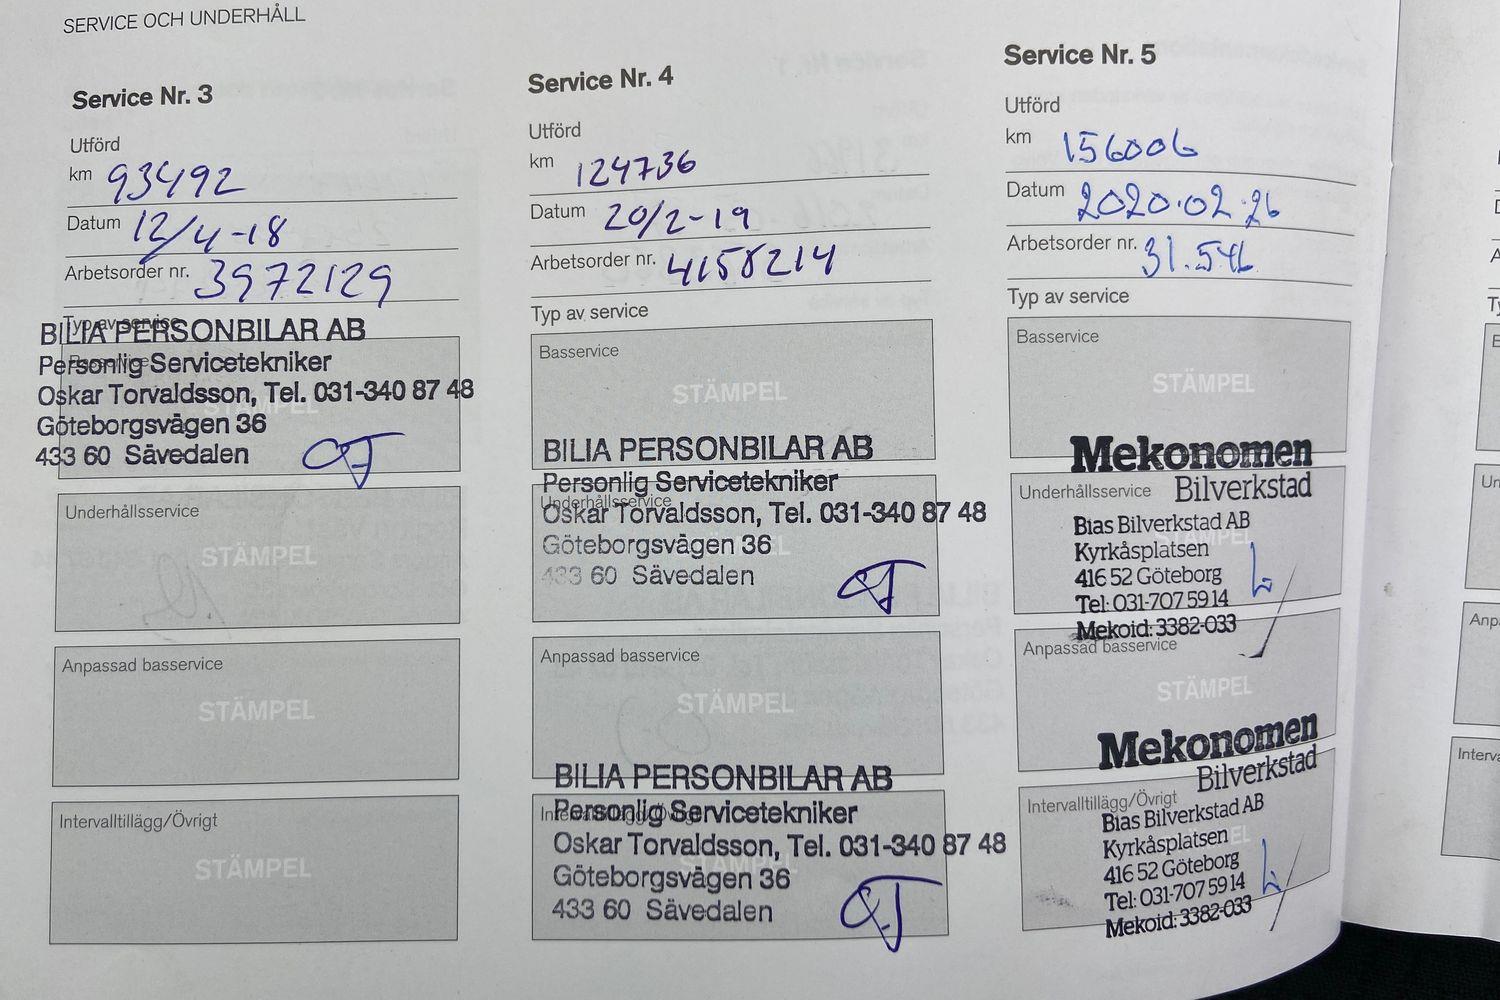 SERVICE OCH UNDERHÅLL
Service Nr. 3
Utförd
km 93492
Datum 12/4-18
Arbetsorder nr. 3972129
Typ av service
Basservice
STÄMPEL
BILIA PERSONBILAR AB
Personlig Servicetekniker
Oskar Torvaldsson, Tel. 031-340 87 48
Göteborgsvägen 36
433 60 Sävedalen
Underhållsservice
STÄMPEL
Anpassad basservice
STÄMPEL
Intervalltillägg/Övrigt
STÄMPEL
Service Nr. 4
Utförd
km 124736
Datum 20/2-19
Arbetsorder nr. 4158214
Typ av service
Basservice
STÄMPEL
BILIA PERSONBILAR AB
Personlig Servicetekniker
Underhållsservice
Oskar Torvaldsson, Tel. 031-340 87 48
Göteborgsvägen 36
433 60 Sävedalen
Anpassad basservice
STÄMPEL
BILIA PERSONBILAR AB
Personlig Servicetekniker
Intervalltillägg/Övrigt
Oskar Torvaldsson, Tel. 031-340 87 48
STÄMPEL
Göteborgsvägen 36
433 60 Sävedalen
Service Nr. 5
Utförd
km 156006
Datum 2020.02.26
Arbetsorder nr. 31.546
Typ av service
Basservice
STÄMPEL
Mekonomen
Bilverkstad
Underhållsservice
Bias Bilverkstad AB
STÄMPEL
Kyrkåsplatsen
416 52 Göteborg
Tel: 031-707 59 14
Mekoid: 3382-033
Anpassad basservice
STÄMPEL
Mekonomen
Bilverkstad
Intervalltillägg/Övrigt
Bias Bilverkstad AB
Kyrkåsplatsen
416 52 Göteborg
Tel: 031-707 59 14
Mekoid: 3382-033